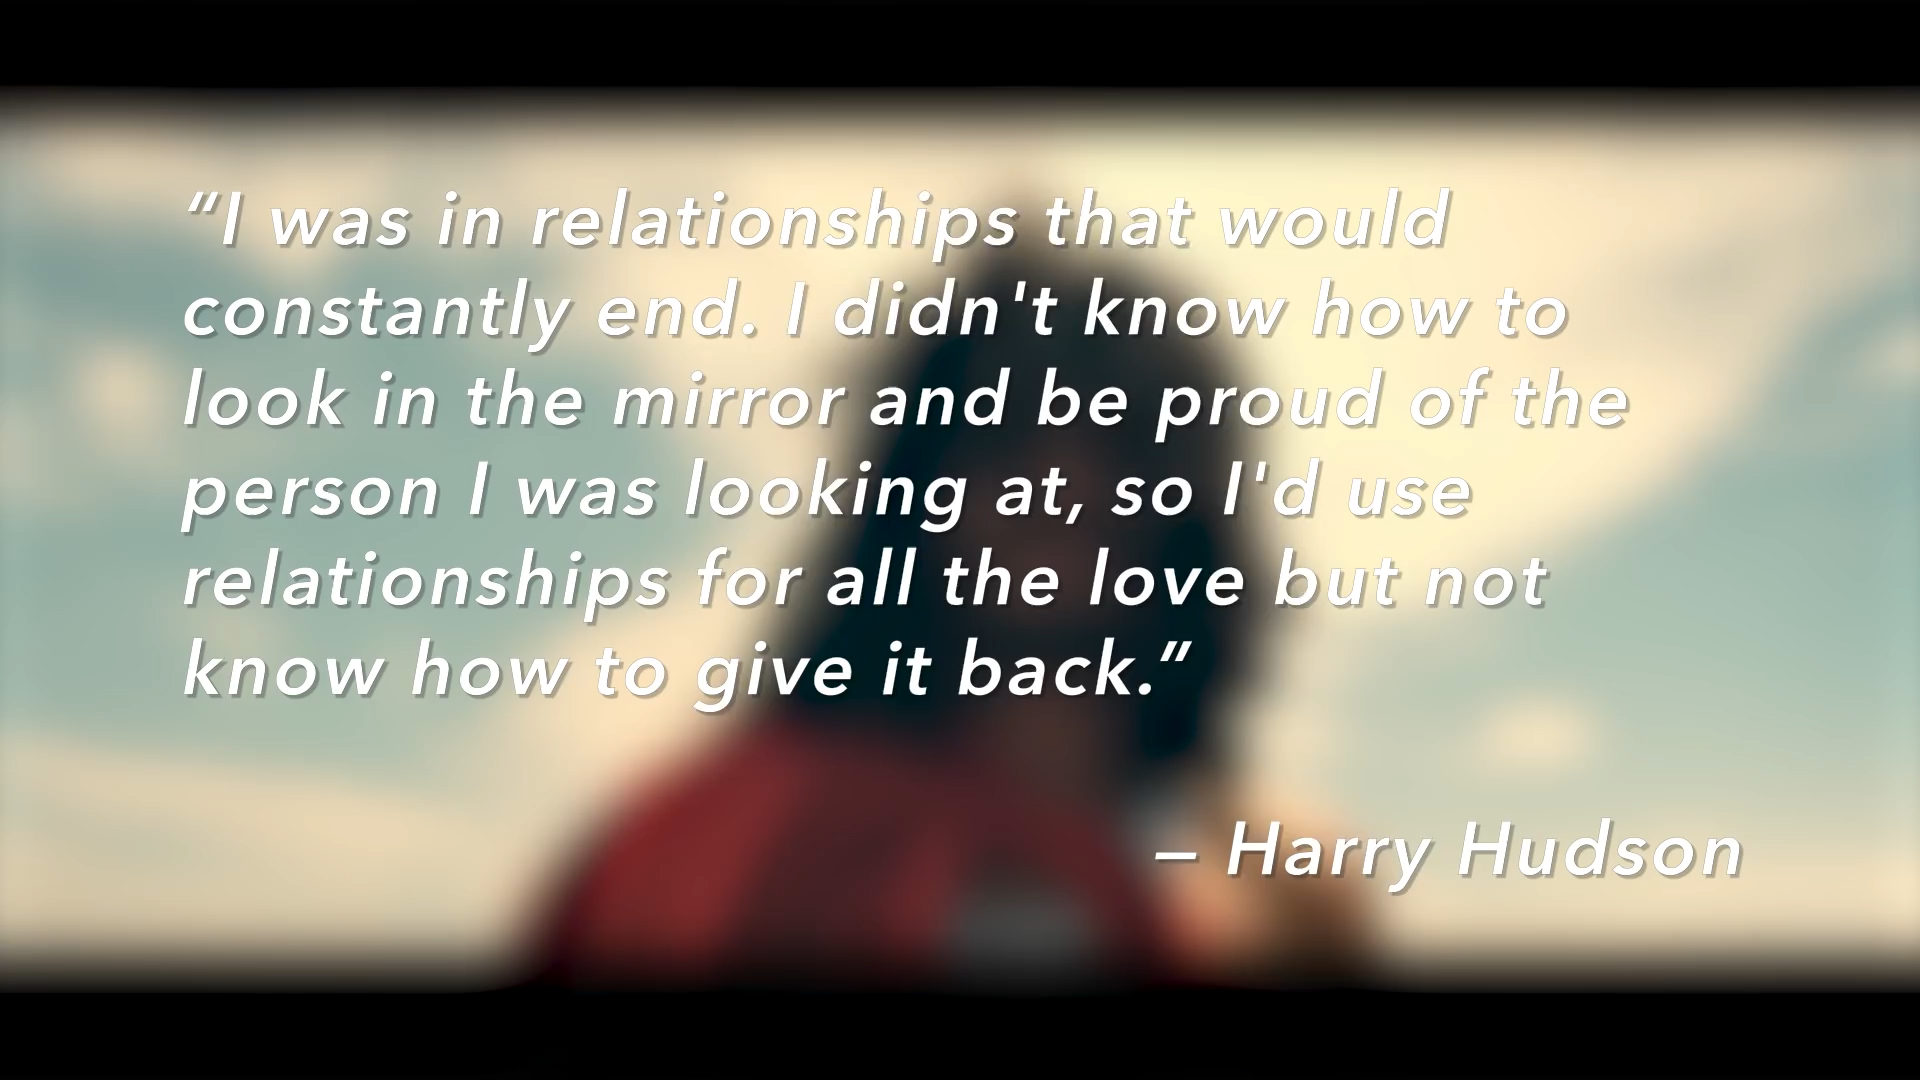 “I was in relationships that would
constantly end. I didn't know how to
look in the mirror and be proud of the
person I was looking at, so I'd use
relationships for all the love but not
know how to give it back.”
– Harry Hudson